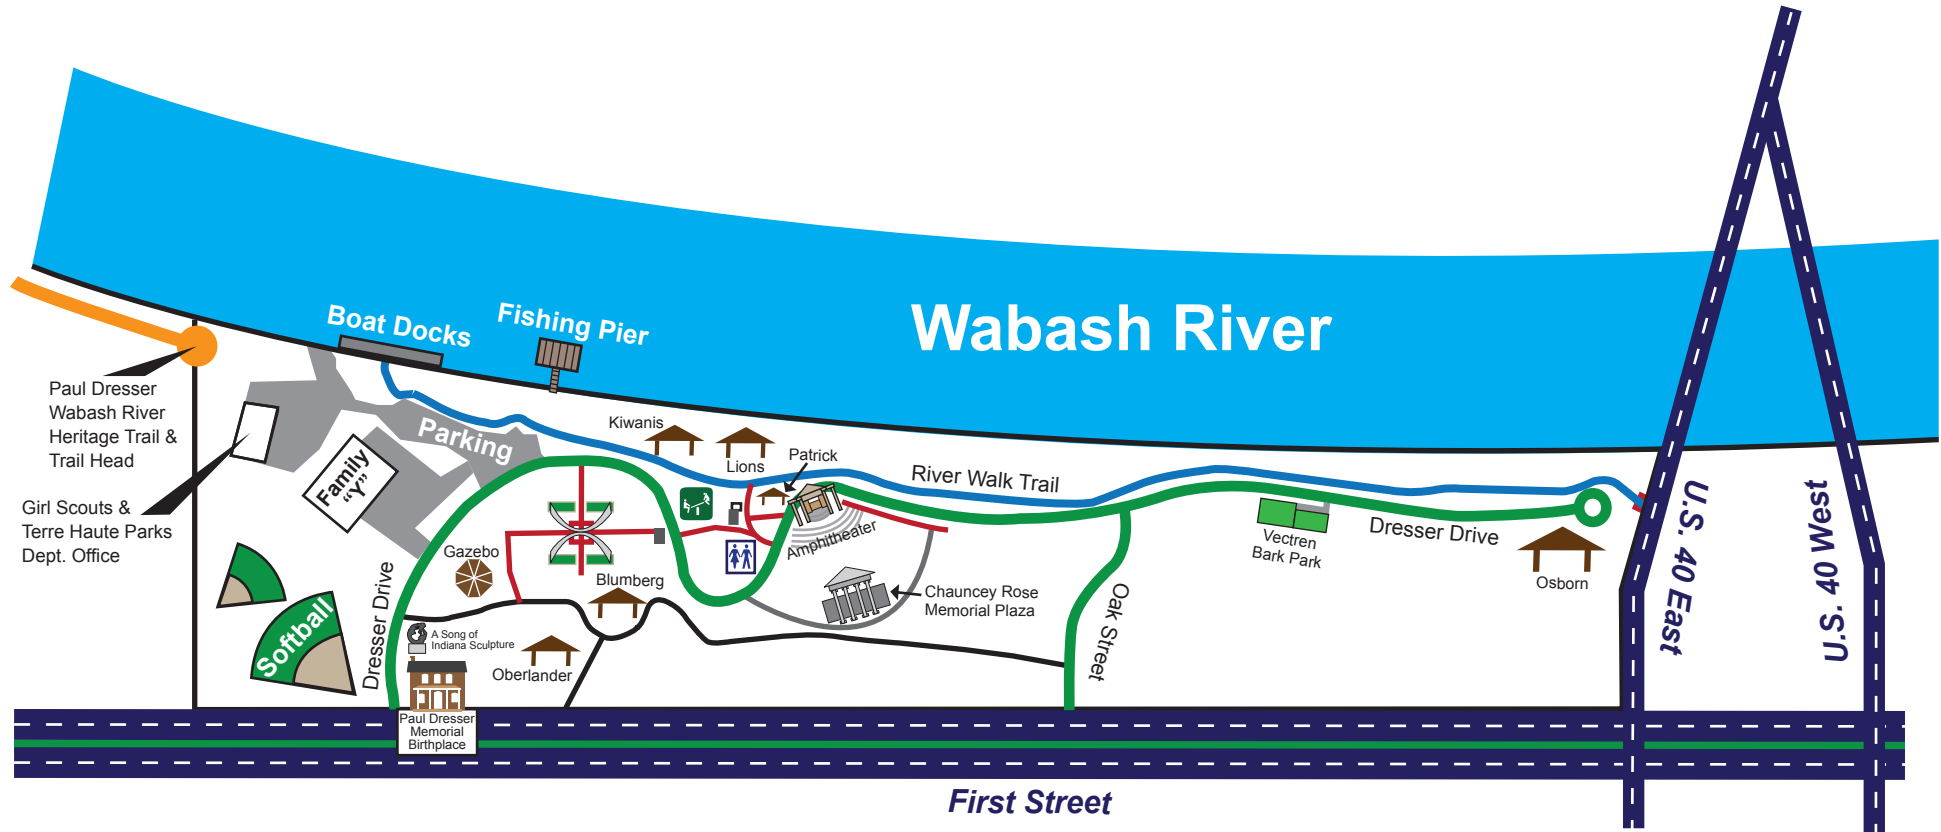 Boat Docks
Fishing Pier
Wabash River
Paul Dresser
Wabash River
Heritage Trail &
Trail Head
Girl Scouts &
Terre Haute Parks
Dept. Office
Parking
Family
"Y"
Kiwanis
Lions
Patrick
River Walk Trail
Amphitheater
Gazebo
Blumberg
Chauncey Rose
Memorial Plaza
Vectren
Bark Park
Dresser Drive
Osborn
U.S. 40 East
U.S. 40 West
Oak Street
Softball
Dresser Drive
A Song of
Indiana Sculpture
Oberlander
Paul Dresser
Memorial
Birthplace
First Street